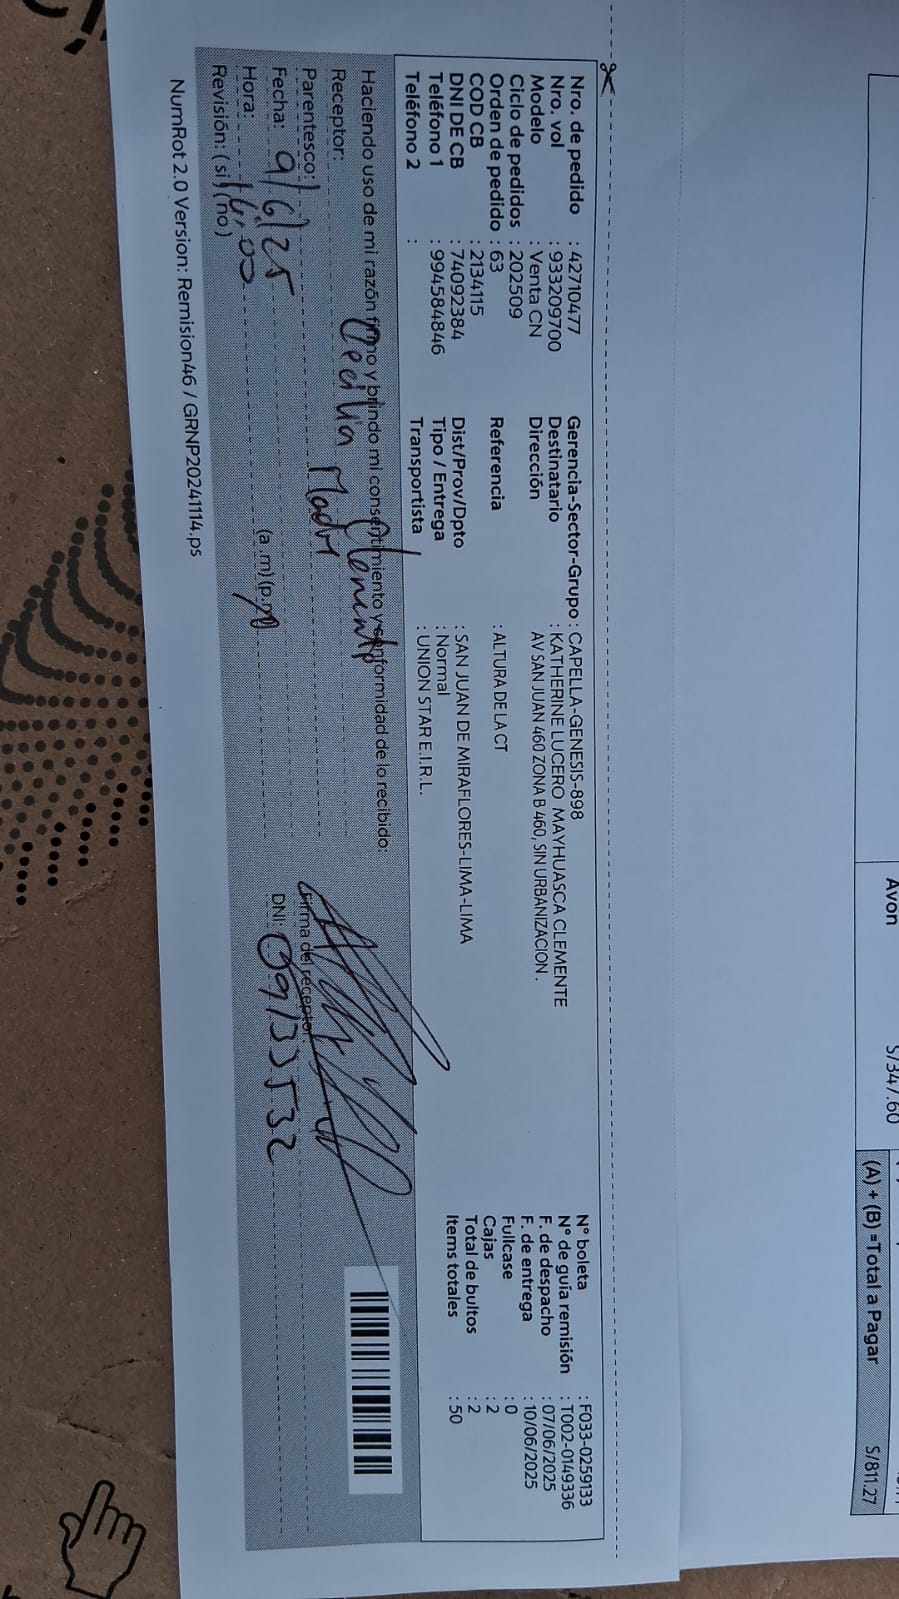 Avon S/347.60
(A) + (B) =Total a Pagar S/811.27
Nro. de pedido : 42710477 Gerencia-Sector-Grupo : CAPELLA-GENESIS-898 N° boleta : F033-0259133
Nro. vol : 933209700 Destinatario : KATHERINE LUCERO MAYHUASCA CLEMENTE N° de guía remisión : T002-0149336
Modelo : Venta CN Dirección AV SAN JUAN 460 ZONA B 460, SIN URBANIZACION . F. de despacho : 07/06/2025
Ciclo de pedidos : 202509 F. de entrega : 10/06/2025
Orden de pedido : 63 Referencia : ALTURA DE LA CT Fullcase : 0
COD CB : 2134115 Cajas : 2
DNI DE CB : 74092384 Dist/Prov/Dpto : SAN JUAN DE MIRAFLORES-LIMA-LIMA Total de bultos : 2
Teléfono 1 : 994584846 Tipo / Entrega : Normal Items totales : 50
Teléfono 2 : Transportista : UNION STAR E.I.R.L.
Haciendo uso de mi razón firmo y brindo mi consentimiento y conformidad de lo recibido:
Receptor: Cecilia Clemente
Parentesco: Madre Firma del receptor:
Fecha: 9/6/25 DNI: 09133532
Hora: 16:00 (a.m) (p.m)
Revisión: (si) (no)
NumRot 2.0 Version: Remision46 / GRNP20241114.ps